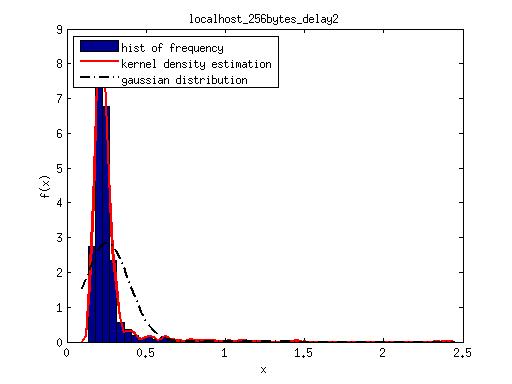 localhost_256bytes_delay2
hist of frequency
kernel density estimation
gaussian distribution
9
8
7
6
5
4
3
2
1
0
f(x)
0
0.5
1
1.5
2
2.5
x